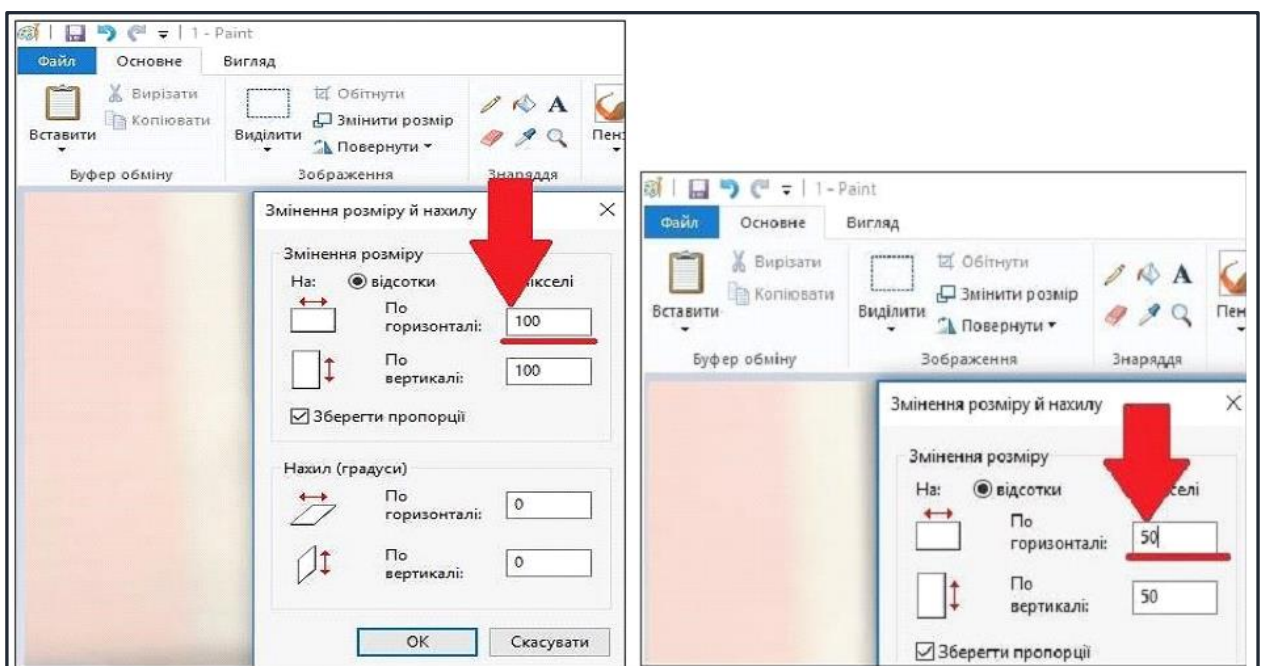 1 - Paint
Файл Основне Вигляд
Вставити
Вирізати
Копіювати
Буфер обміну
Виділити
Обітнути
Змінити розмір
Повернути
Зображення
A
Знаряддя
Змінення розміру й нахилу
Змінення розміру
На: відсотки
По
горизонталі: 100
По
вертикалі: 100
Зберегти пропорції
Нахил (градуси)
По
горизонталі: 0
По
вертикалі: 0
OK Скасувати
1 - Paint
Файл Основне Вигляд
Вставити
Вирізати
Копіювати
Буфер обміну
Виділити
Обітнути
Змінити розмір
Повернути
Зображення
A
Знаряддя
Змінення розміру й нахилу
Змінення розміру
На: відсотки
По
горизонталі: 50
По
вертикалі: 50
Зберегти пропорції